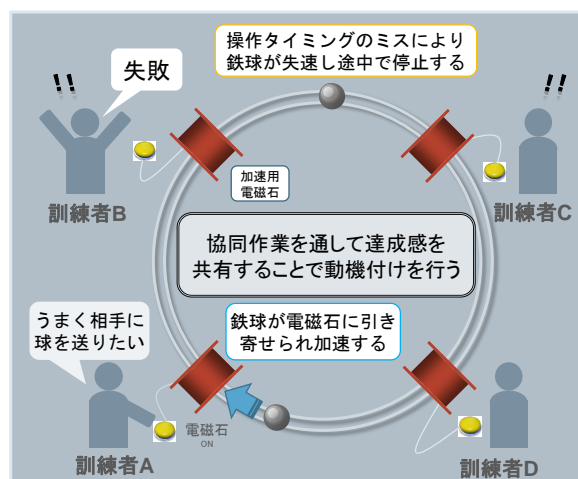 操作タイミングのミスにより
鉄球が失速し途中で停止する
!!
失敗
!!
加速用
電磁石
訓練者B
訓練者C
協同作業を通して達成感を
共有することで動機付けを行う
うまく相手に
球を送りたい
鉄球が電磁石に引き
寄せられ加速する
電磁石
ON
訓練者A
訓練者D